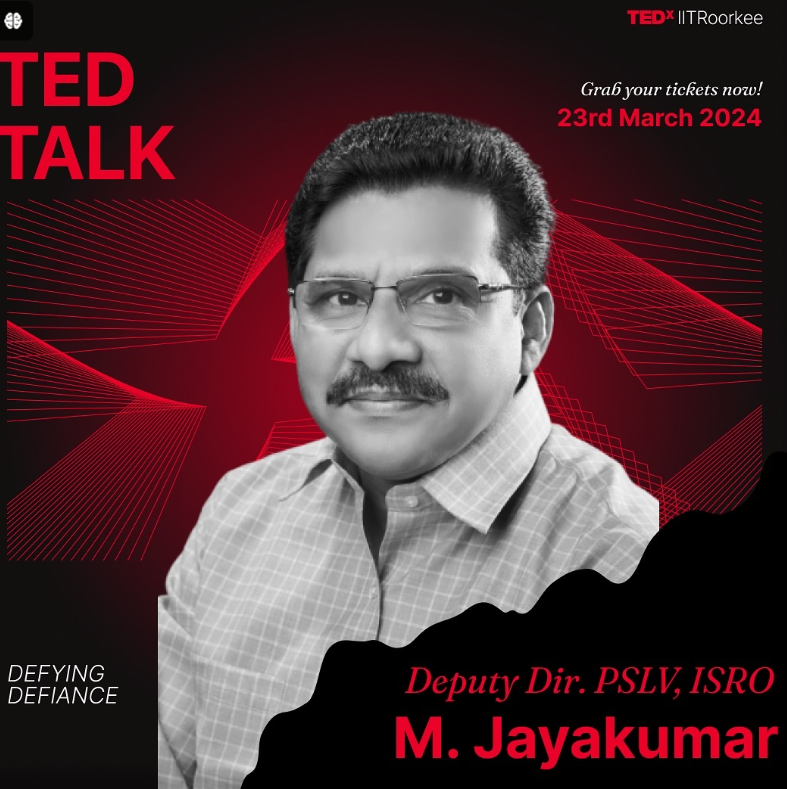 TEDx IITRoorkee
TED
TALK
Grab your tickets now!
23rd March 2024
DEFYING
DEFIANCE
Deputy Dir. PSLV, ISRO
M. Jayakumar